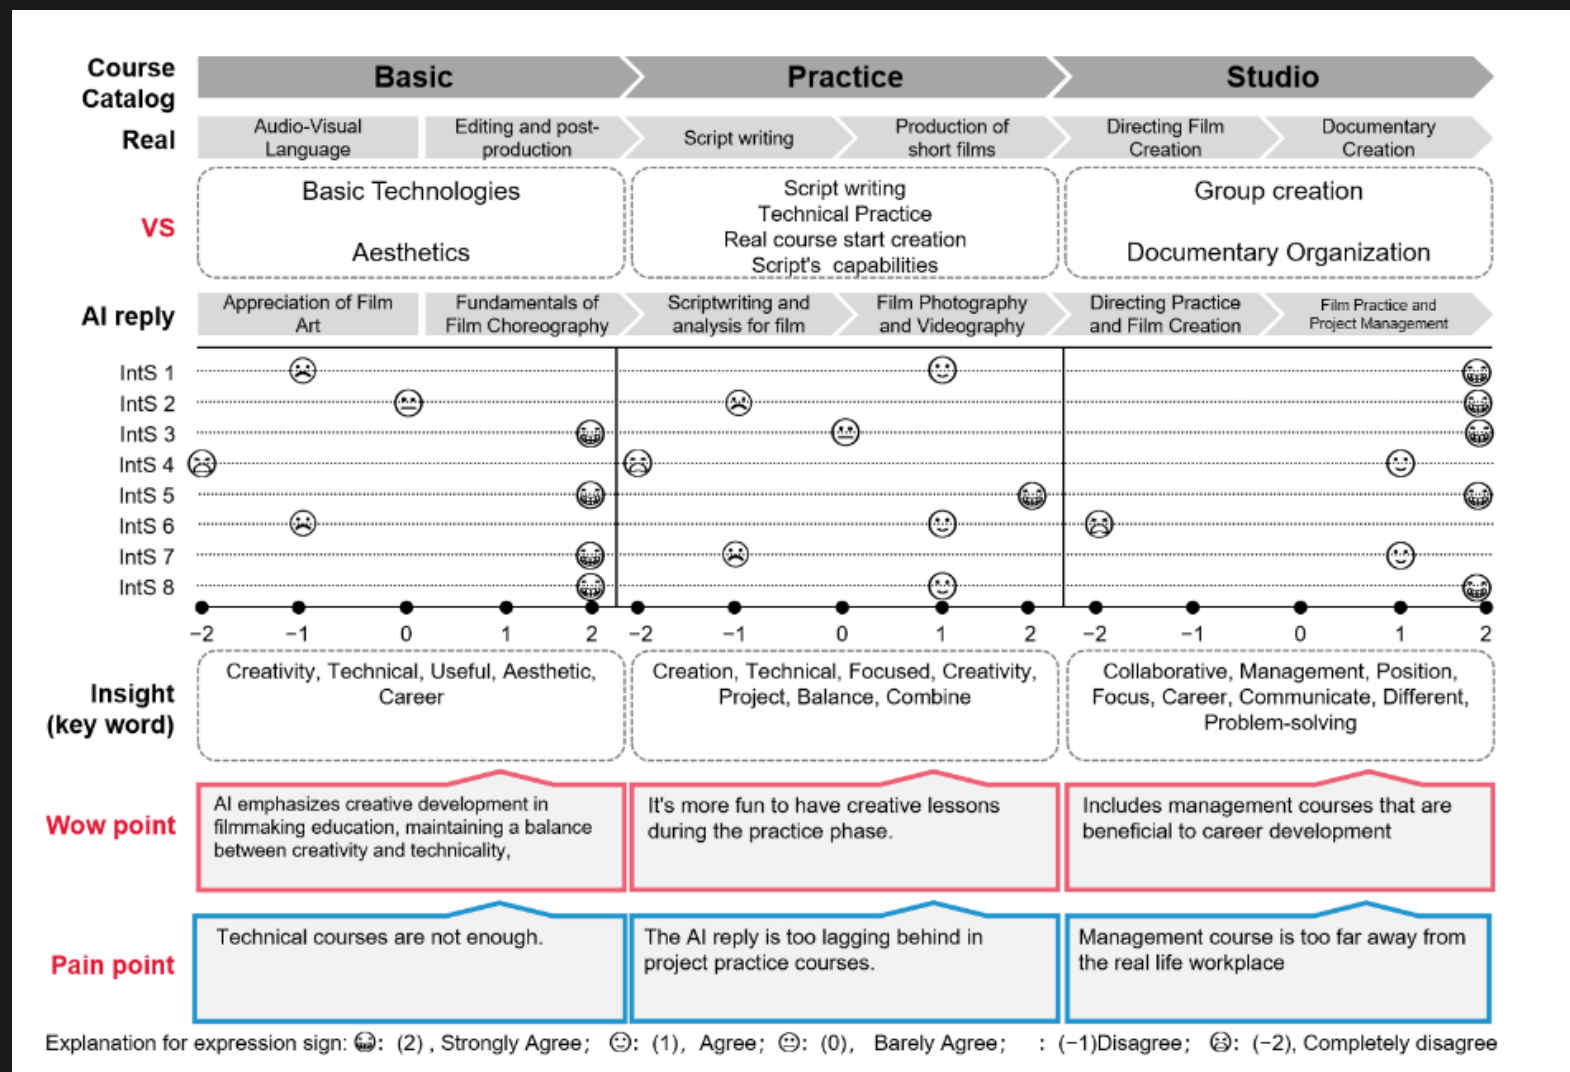 Course
Catalog
Basic
Practice
Studio
Real
Audio-Visual
Language
Editing and post-
production
Script writing
Production of
short films
Directing Film
Creation
Documentary
Creation
VS
Basic Technologies
Aesthetics
Script writing
Technical Practice
Real course start creation
Script's capabilities
Group creation
Documentary Organization
AI reply
Appreciation of Film
Art
Fundamentals of
Film Choreography
Scriptwriting and
analysis for film
Film Photography
and Videography
Directing Practice
and Film Creation
Film Practice and
Project Management
IntS 1
IntS 2
IntS 3
IntS 4
IntS 5
IntS 6
IntS 7
IntS 8
−2 −1 0 1 2 −2 −1 0 1 2 −2 −1 0 1 2
Insight
(key word)
Creativity, Technical, Useful, Aesthetic,
Career
Creation, Technical, Focused, Creativity,
Project, Balance, Combine
Collaborative, Management, Position,
Focus, Career, Communicate, Different,
Problem-solving
Wow point
AI emphasizes creative development in
filmmaking education, maintaining a balance
between creativity and technicality,
It's more fun to have creative lessons
during the practice phase.
Includes management courses that are
beneficial to career development
Pain point
Technical courses are not enough.
The AI reply is too lagging behind in
project practice courses.
Management course is too far away from
the real life workplace
Explanation for expression sign: : (2) , Strongly Agree; : (1), Agree; : (0), Barely Agree; : (−1)Disagree; : (−2), Completely disagree